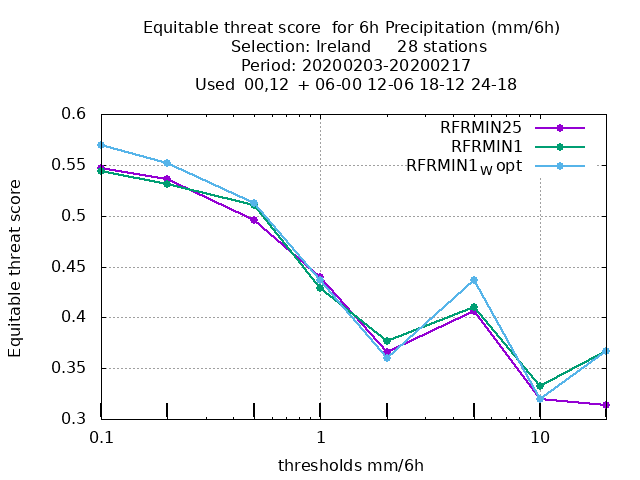 Equitable threat score  for 6h Precipitation (mm/6h)
Selection: Ireland     28 stations
Period: 20200203-20200217
Used  00,12  + 06-00 12-06 18-12 24-18
RFRMIN25
RFRMIN1
RFRMIN1W opt
0.6
0.55
0.5
0.45
0.4
0.35
0.3
Equitable threat score
0.1 1 10
thresholds mm/6h